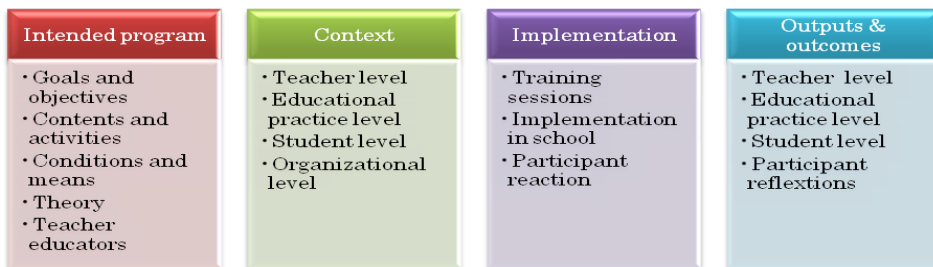 Intended program
· Goals and
objectives
· Contents and
activities
· Conditions and
means
· Theory
· Teacher
educators
Context
· Teacher level
· Educational
practice level
· Student level
· Organizational
level
Implementation
· Training
sessions
· Implementation
in school
· Participant
reaction
Outputs &
outcomes
· Teacher level
· Educational
practice level
· Student level
· Participant
reflextions